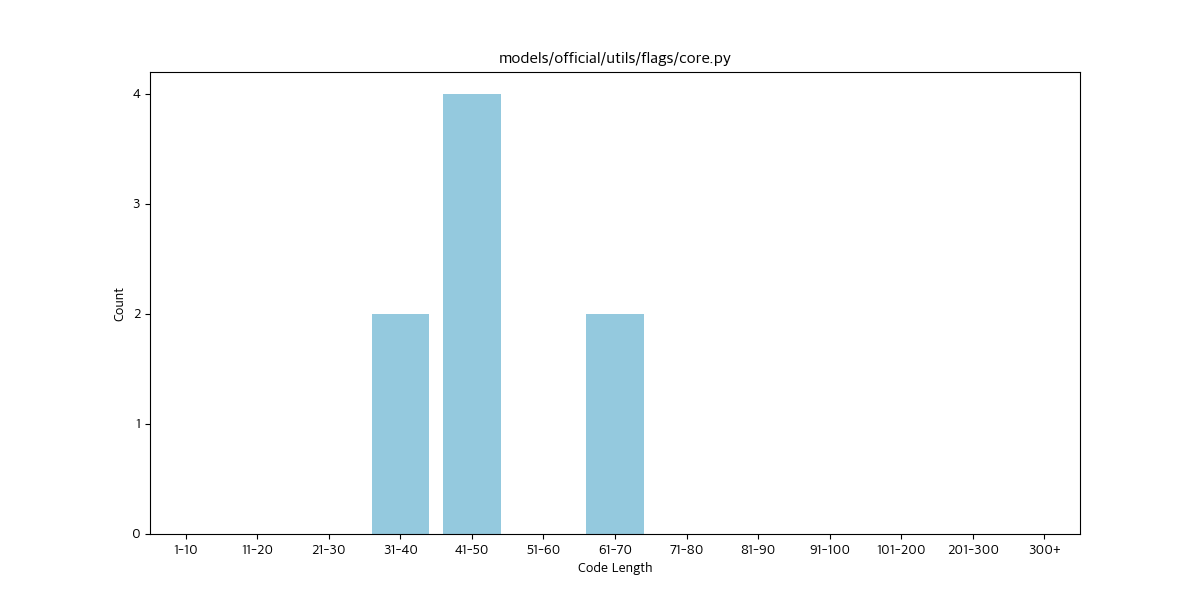 models/official/utils/flags/core.py
4
3
2
1
0
Count
1-10 11-20 21-30 31-40 41-50 51-60 61-70 71-80 81-90 91-100 101-200 201-300 300+
Code Length